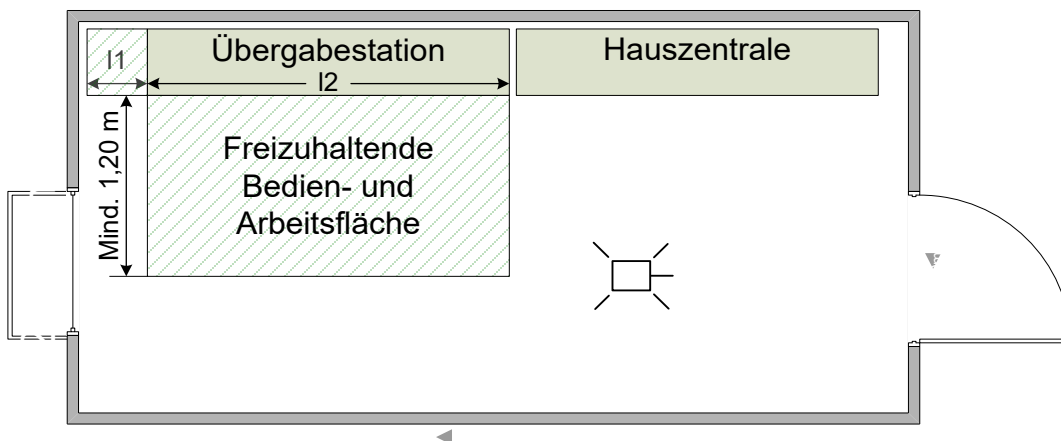 l1
Übergabestation
l2
Hauszentrale
Mind. 1,20 m
Freizuhaltende
Bedien- und
Arbeitsfläche